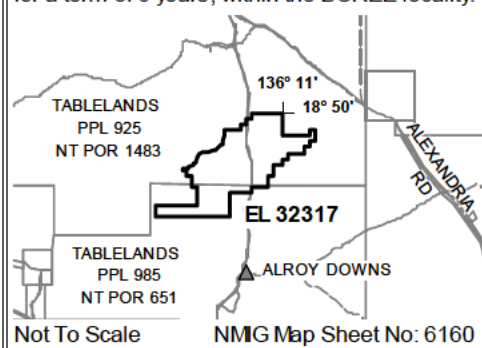 for a term of 6 years, within the BUREE locality.
136° 11'
18° 50'
TABLELANDS
PPL 925
NT POR 1483
ALEXANDRIA
RD
EL 32317
TABLELANDS
PPL 985
NT POR 651
ALROY DOWNS
Not To Scale
NMIG Map Sheet No: 6160